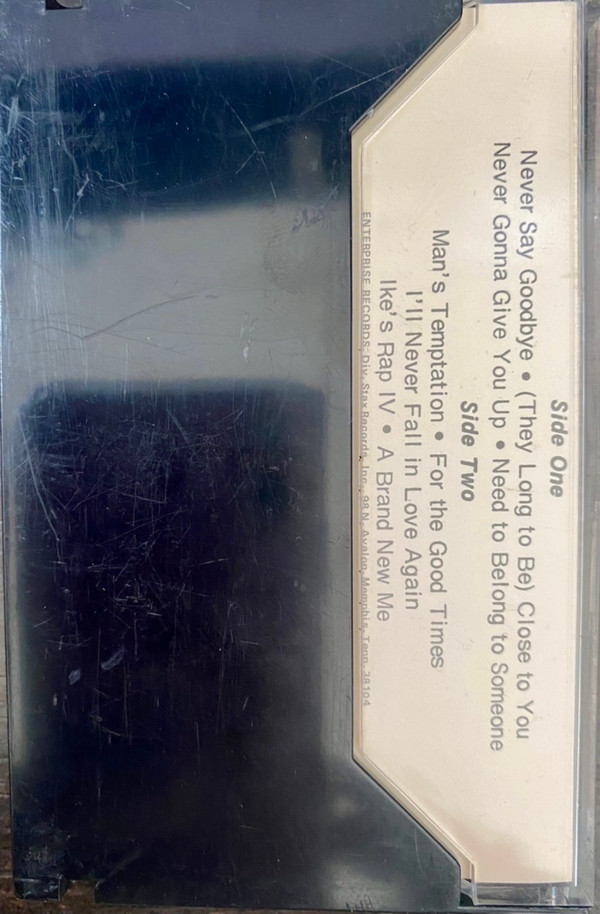 Side One
Never Say Goodbye • (They Long to Be) Close to You
Never Gonna Give You Up • Need to Belong to Someone
Side Two
Man's Temptation • For the Good Times
I'll Never Fall in Love Again
Ike's Rap IV • A Brand New Me
ENTERPRISE RECORDS; Div. Stax Records, Inc., 98 N. Avalon, Memphis, Tenn. 38104